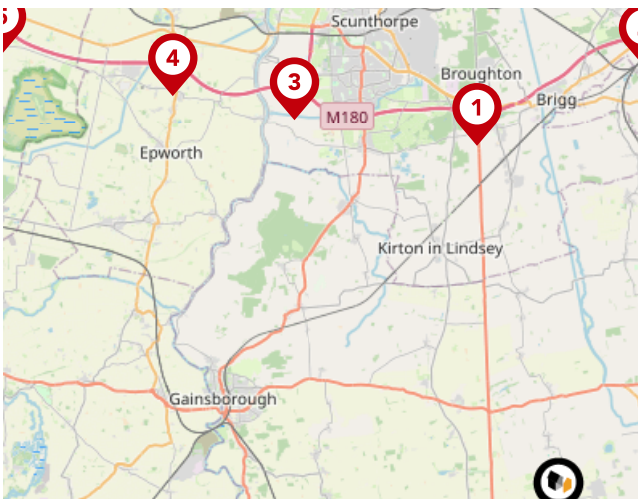 Scunthorpe
4
3
Broughton
1
Brigg
M180
Epworth
Kirton in Lindsey
Gainsborough